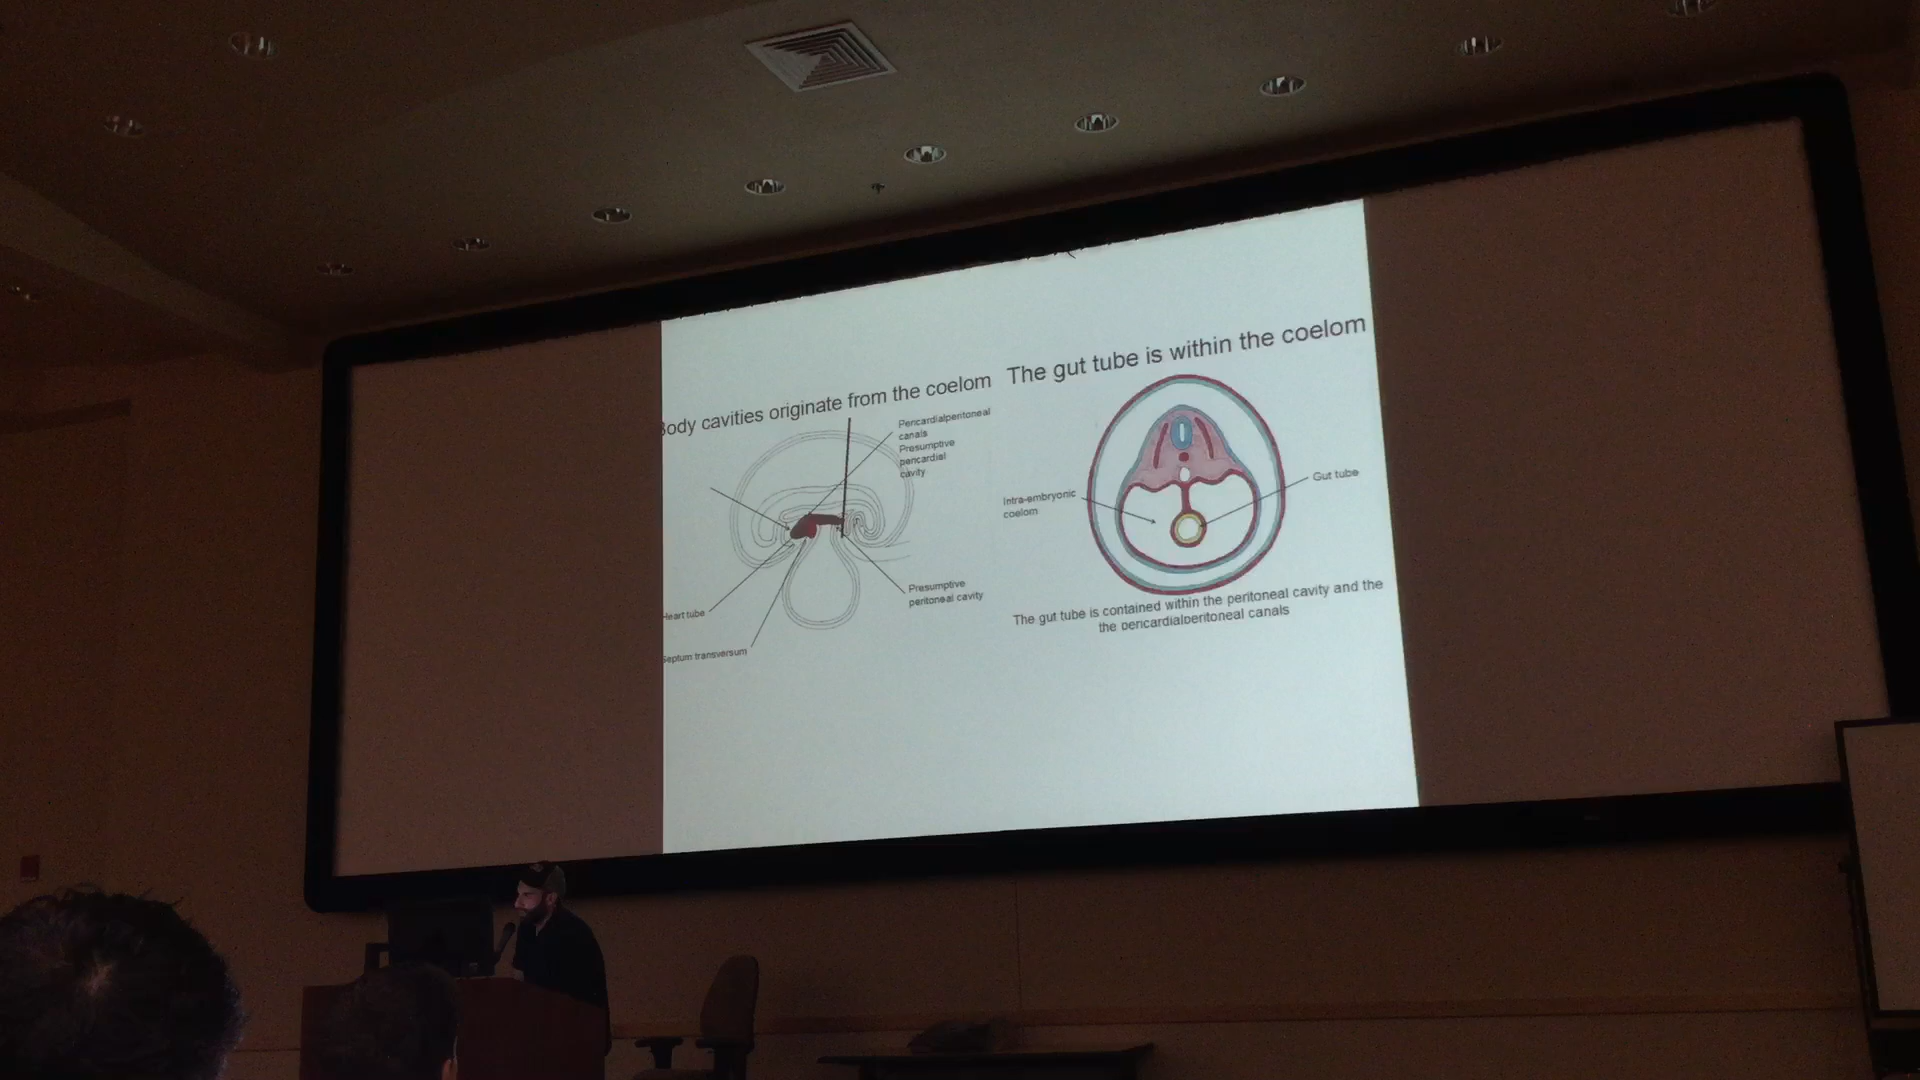 Body cavities originate from the coelom
Pericardialperitoneal
canals
Presumptive
pericardial
cavity
Heart tube
Septum transversum
Presumptive
peritoneal cavity
The gut tube is within the coelom
Intra-embryonic
coelom
Gut tube
The gut tube is contained within the peritoneal cavity and the
the pericardialperitoneal canals